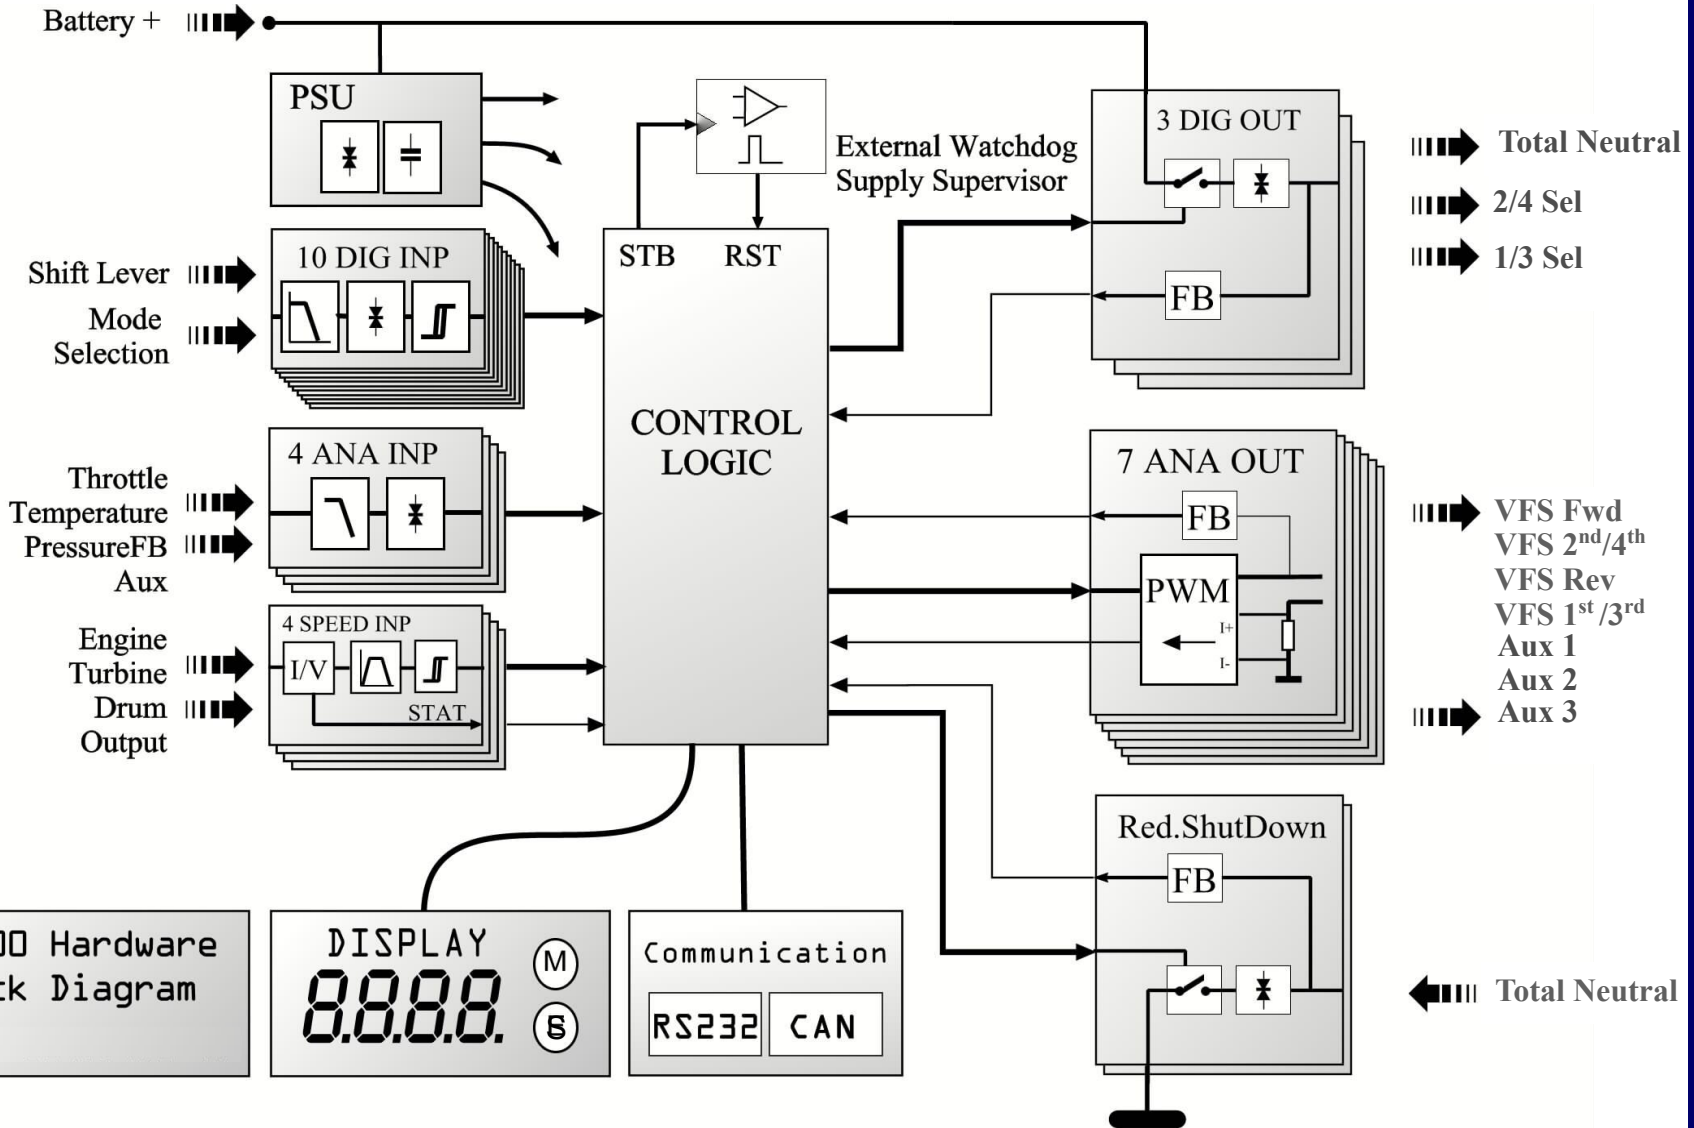 Battery +
PSU
External Watchdog
Supply Supervisor
3 DIG OUT
FB
Total Neutral
2/4 Sel
1/3 Sel
10 DIG INP
Shift Lever
Mode
Selection
STB RST
CONTROL
LOGIC
4 ANA INP
Throttle
Temperature
PressureFB
Aux
7 ANA OUT
FB
PWM
I+
I-
VFS Fwd
VFS 2nd/4th
VFS Rev
VFS 1st /3rd
Aux 1
Aux 2
Aux 3
4 SPEED INP
I/V
STAT
Engine
Turbine
Drum
Output
Red.ShutDown
FB
Total Neutral
Hardware
Diagram
DISPLAY
8.8.8.8.
M
Communication
RS232 CAN